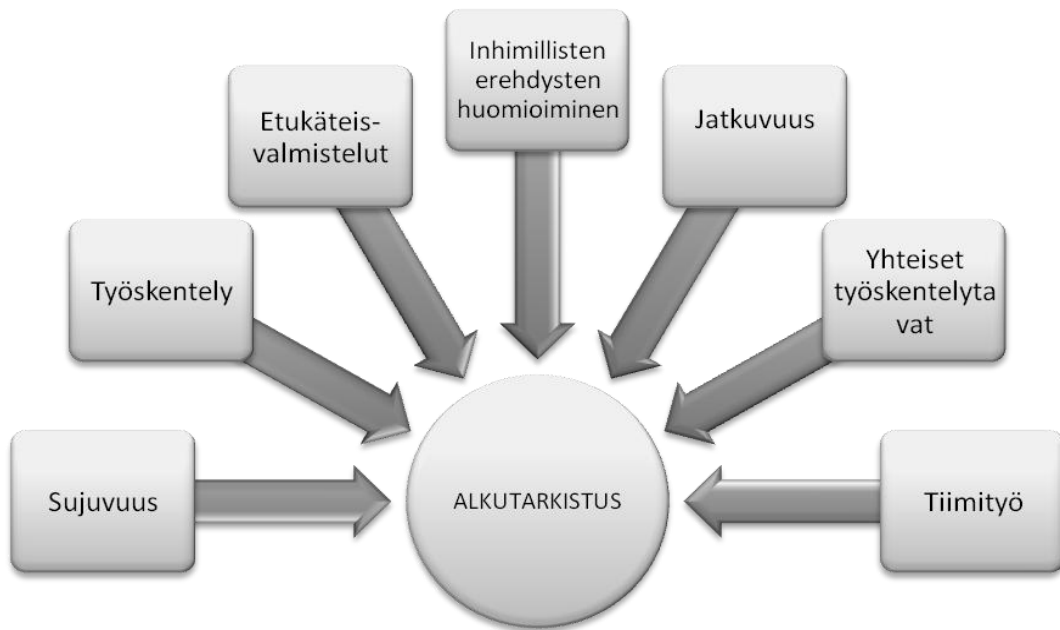 Sujuvuus
Työskentely
Etukäteis-
valmistelut
Inhimillisten
erehdysten
huomioiminen
Jatkuvuus
Yhteiset
työskentelyta
vat
Tiimityö
ALKUTARKISTUS